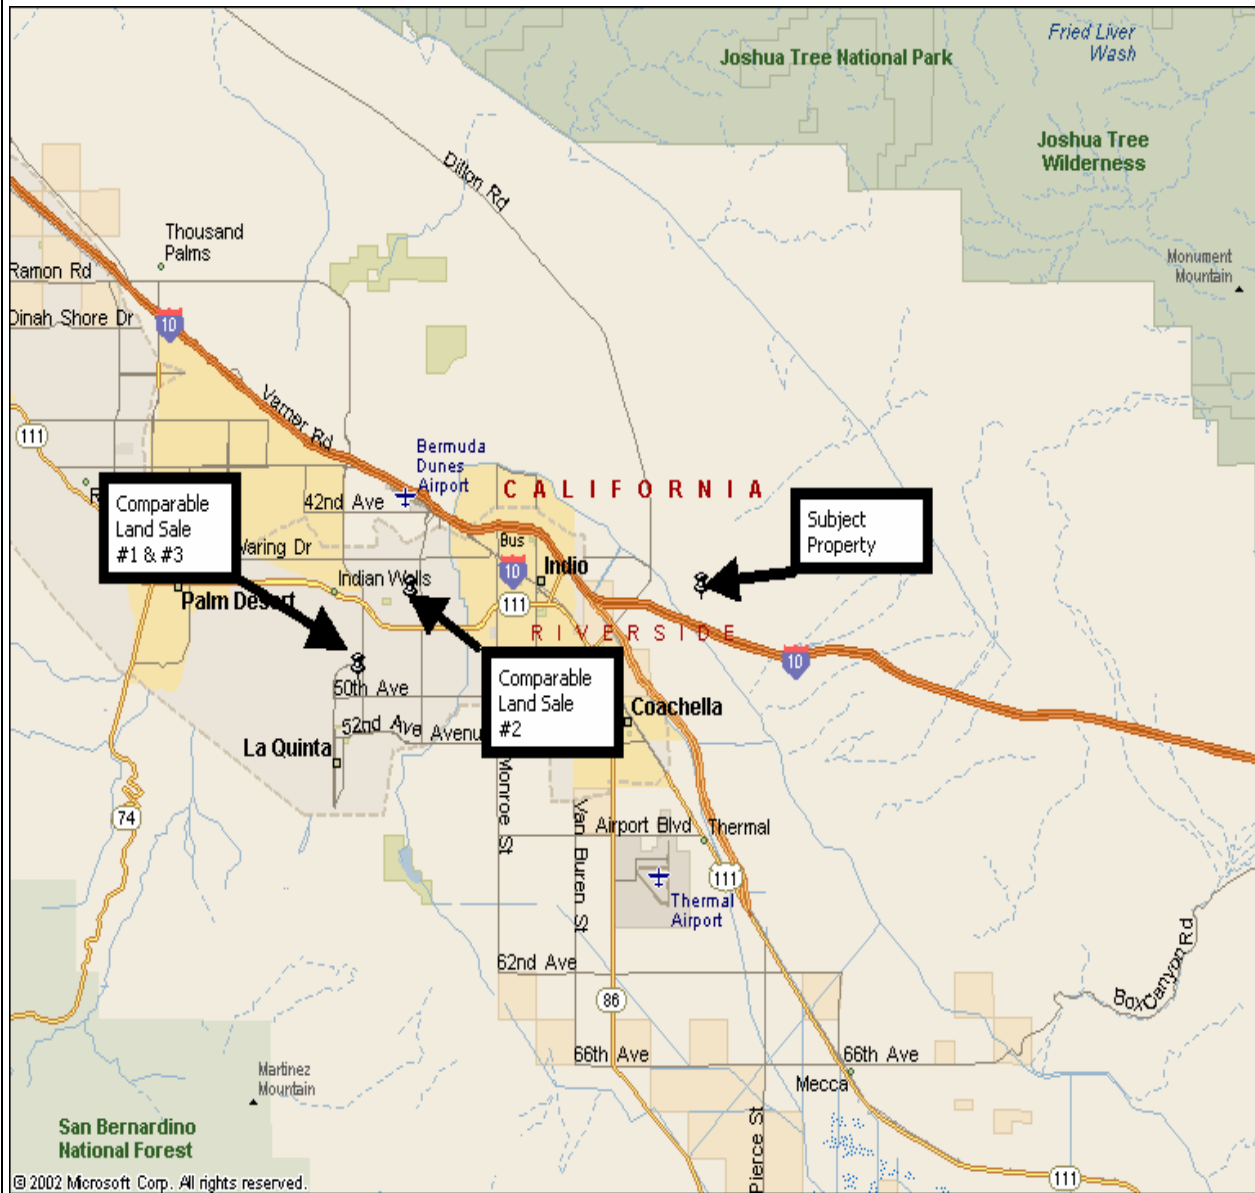 Fried Liver
Wash
Joshua Tree National Park
Joshua Tree
Wilderness
Dillon Rd
Monument
Mountain
Thousand
Palms
Ramon Rd
Dinah Shore Dr
10
Varner Rd
111
Bermuda
Dunes
Airport
CALIFORNIA
42nd Ave
Comparable
Land Sale
#1 & #3
Subject
Property
Waring Dr
Bus
10
Indio
Indian Wells
Palm Desert
111
RIVERSIDE
10
50th Ave
Comparable
Land Sale
#2
Coachella
52nd Ave
La Quinta
Monroe St
Van Buren St
74
Airport Blvd
Thermal
111
Thermal
Airport
62nd Ave
86
Box Canyon Rd
66th Ave
66th Ave
Mecca
Martinez
Mountain
San Bernardino
National Forest
Pierce St
111
© 2002 Microsoft Corp. All rights reserved.